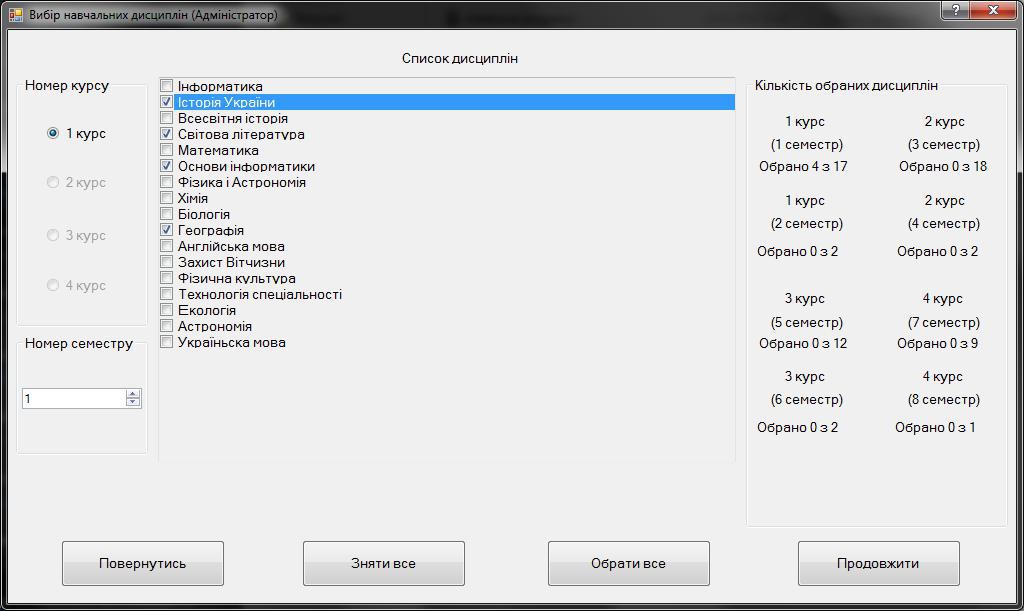 Вибір навчальних дисциплін (Адміністратор)
Список дисциплін
Номер курсу
1 курс
2 курс
3 курс
4 курс
Номер семестру
1
Інформатика
Історія України
Всесвітня історія
Світова література
Математика
Основи інформатики
Фізика і Астрономія
Хімія
Біологія
Географія
Англійська мова
Захист Вітчизни
Фізична культура
Технологія спеціальності
Екологія
Астрономія
Україньска мова
Кількість обраних дисциплін
1 курс
(1 семестр)
Обрано 4 з 17
2 курс
(3 семестр)
Обрано 0 з 18
1 курс
(2 семестр)
Обрано 0 з 2
2 курс
(4 семестр)
Обрано 0 з 2
3 курс
(5 семестр)
Обрано 0 з 12
4 курс
(7 семестр)
Обрано 0 з 9
3 курс
(6 семестр)
Обрано 0 з 2
4 курс
(8 семестр)
Обрано 0 з 1
Повернутись
Зняти все
Обрати все
Продовжити